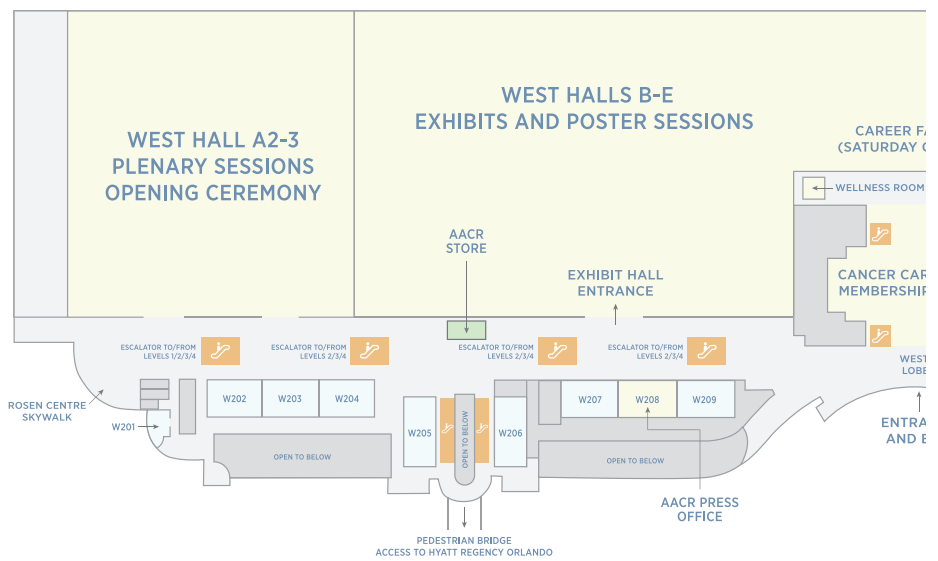 WEST HALL A2-3
PLENARY SESSIONS
OPENING CEREMONY
WEST HALLS B-E
EXHIBITS AND POSTER SESSIONS
CAREER
(SATURDAY
WELLNESS ROOM
AACR
STORE
EXHIBIT HALL
ENTRANCE
CANCER
MEMBERSHIP
ESCALATOR TO/FROM
LEVELS 1/2/3/4
ESCALATOR TO/FROM
LEVELS 2/3/4
ESCALATOR TO/FROM
LEVELS 2/3/4
ESCALATOR TO/FROM
LEVELS 2/3/4
WEST
ROSEN CENTRE
SKYWALK
W201
W202
W203
W204
W205
OPEN TO BELOW
W206
W207
W208
W209
OPEN TO BELOW
OPEN TO BELOW
AND
AACR PRESS
OFFICE
PEDESTRIAN BRIDGE
ACCESS TO HYATT REGENCY ORLANDO